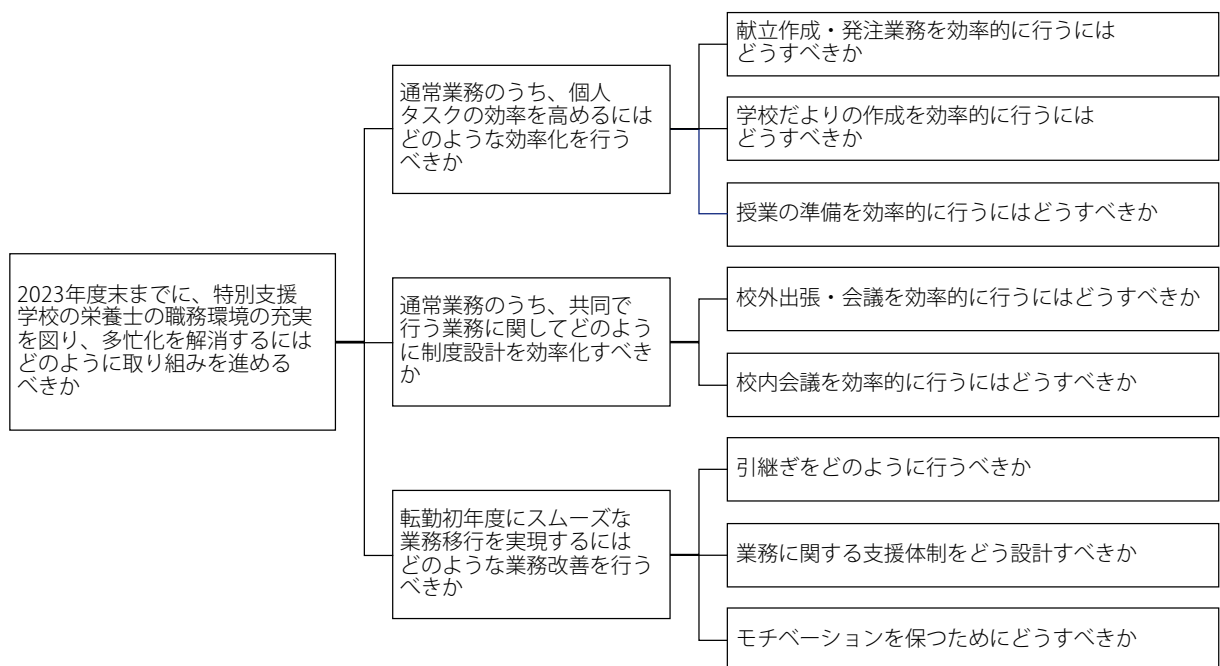 2023年度末までに、特別支援
学校の栄養士の職務環境の充実
を図り、多忙化を解消するには
どのように取り組みを進める
べきか
通常業務のうち、個人
タスクの効率を高めるには
どのような効率化を行う
べきか
献立作成・発注業務を効率的に行うには
どうすべきか
学校だよりの作成を効率的に行うには
どうすべきか
授業の準備を効率的に行うにはどうすべきか
通常業務のうち、共同で
行う業務に関してどのよう
に制度設計を効率化すべき
か
校外出張・会議を効率的に行うにはどうすべきか
校内会議を効率的に行うにはどうすべきか
転勤初年度にスムーズな
業務移行を実現するには
どのような業務改善を行う
べきか
引継ぎをどのように行うべきか
業務に関する支援体制をどう設計すべきか
モチベーションを保つためにどうすべきか